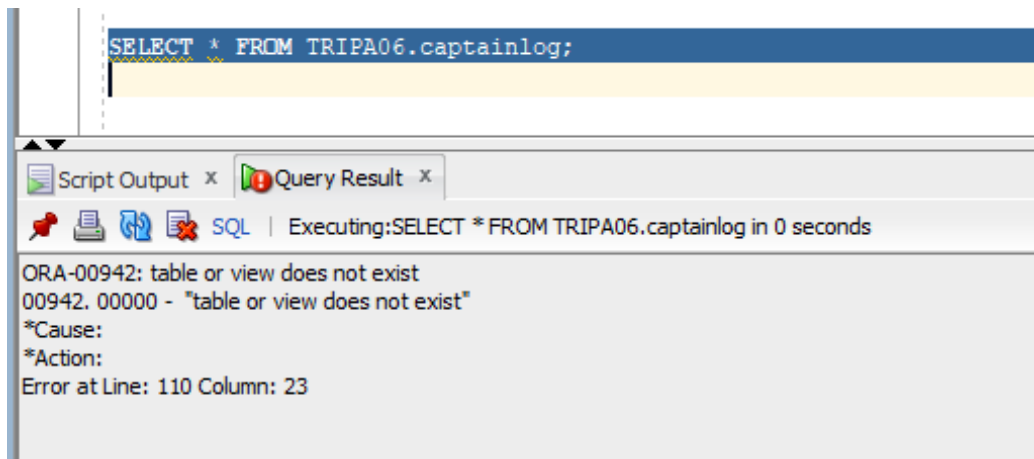 SELECT * FROM TRIPA06.captainlog;
Script Output x Query Result x
SQL | Executing:SELECT * FROM TRIPA06.captainlog in 0 seconds
ORA-00942: table or view does not exist
00942. 00000 - "table or view does not exist"
*Cause:
*Action:
Error at Line: 110 Column: 23